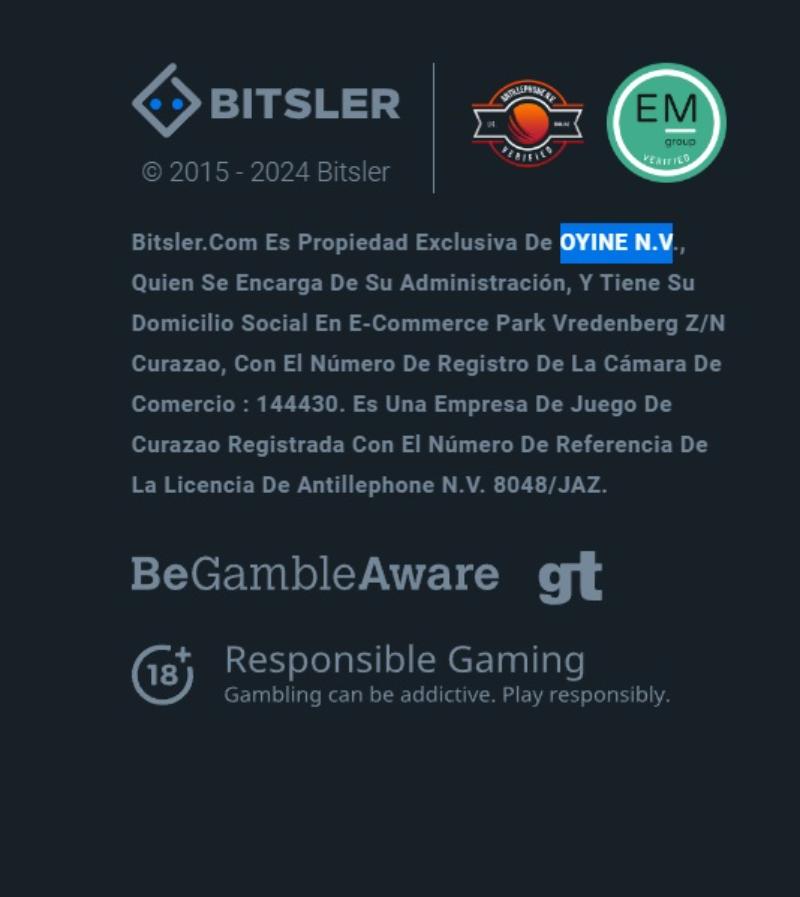 BITSLER
© 2015 - 2024 Bitsler
ANTILLEPHONE N.V.
VERIFIED
EM
group
VERIFIED
Bitsler.Com Es Propiedad Exclusiva De OYINE N.V.,
Quien Se Encarga De Su Administración, Y Tiene Su
Domicilio Social En E-Commerce Park Vredenberg Z/N
Curazao, Con El Número De Registro De La Cámara De
Comercio : 144430. Es Una Empresa De Juego De
Curazao Registrada Con El Número De Referencia De
La Licencia De Antillephone N.V. 8048/JAZ.
BeGambleAware gt
18+
Responsible Gaming
Gambling can be addictive. Play responsibly.